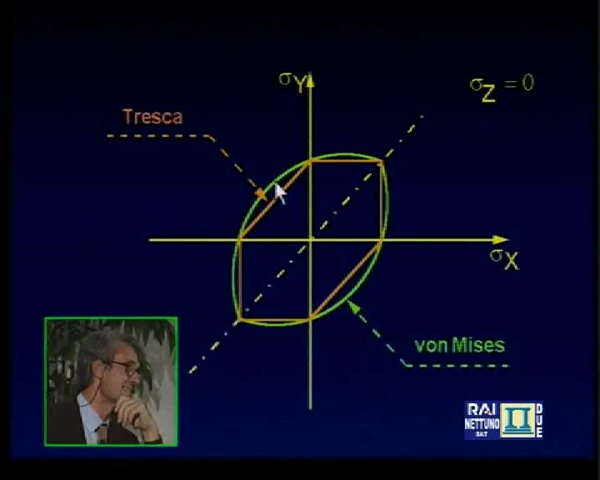 σY
σZ = 0
Tresca
σX
von Mises
RAI
NETTUNO
SAT
DUE